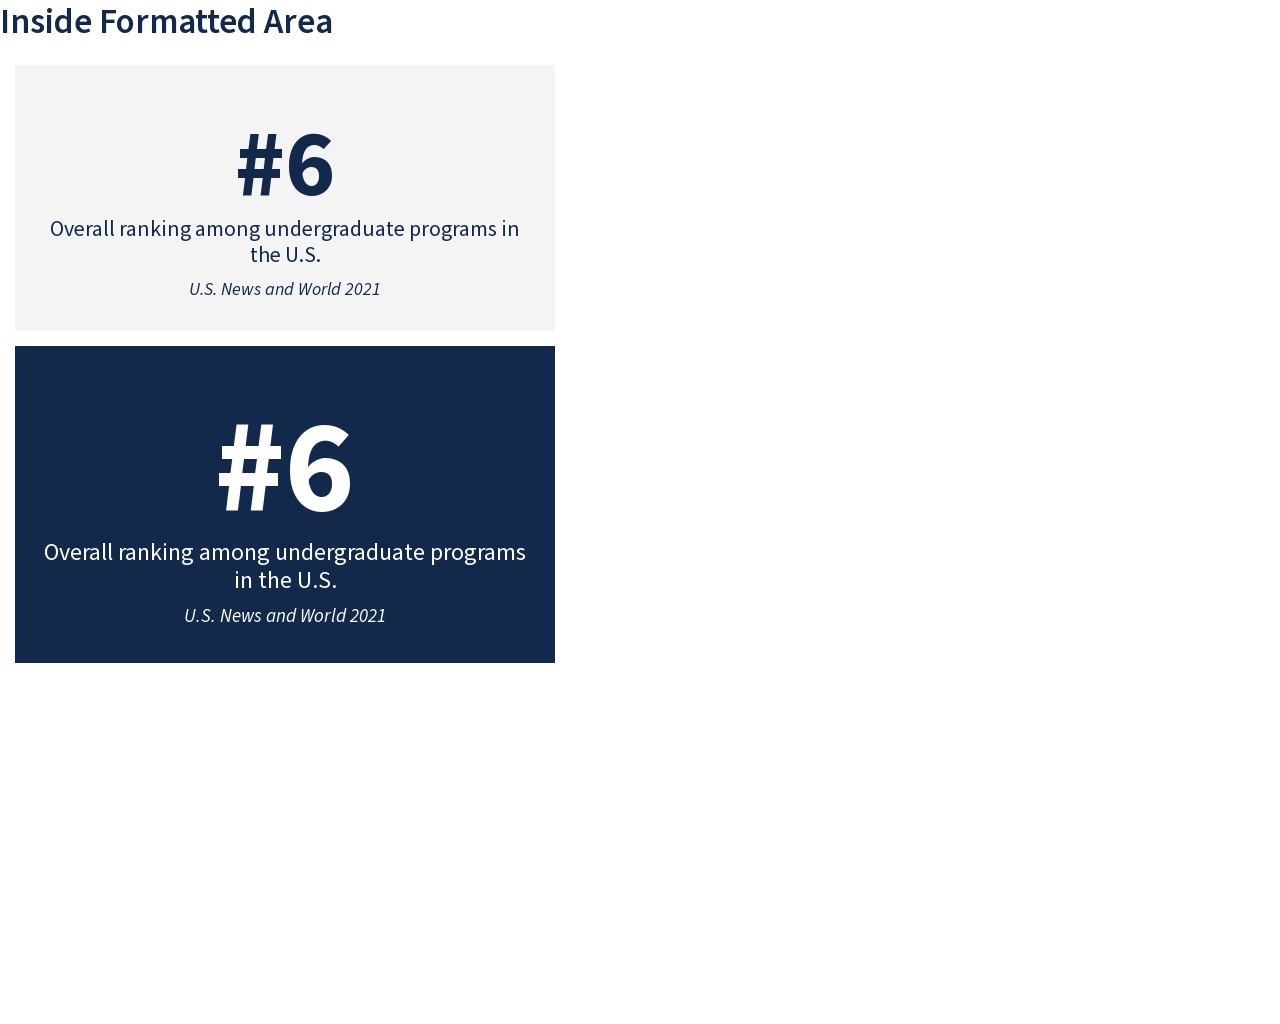 Inside Formatted Area
#6
Overall ranking among undergraduate programs in
the U.S.
U.S. News and World 2021
#6
Overall ranking among undergraduate programs
in the U.S.
U.S. News and World 2021